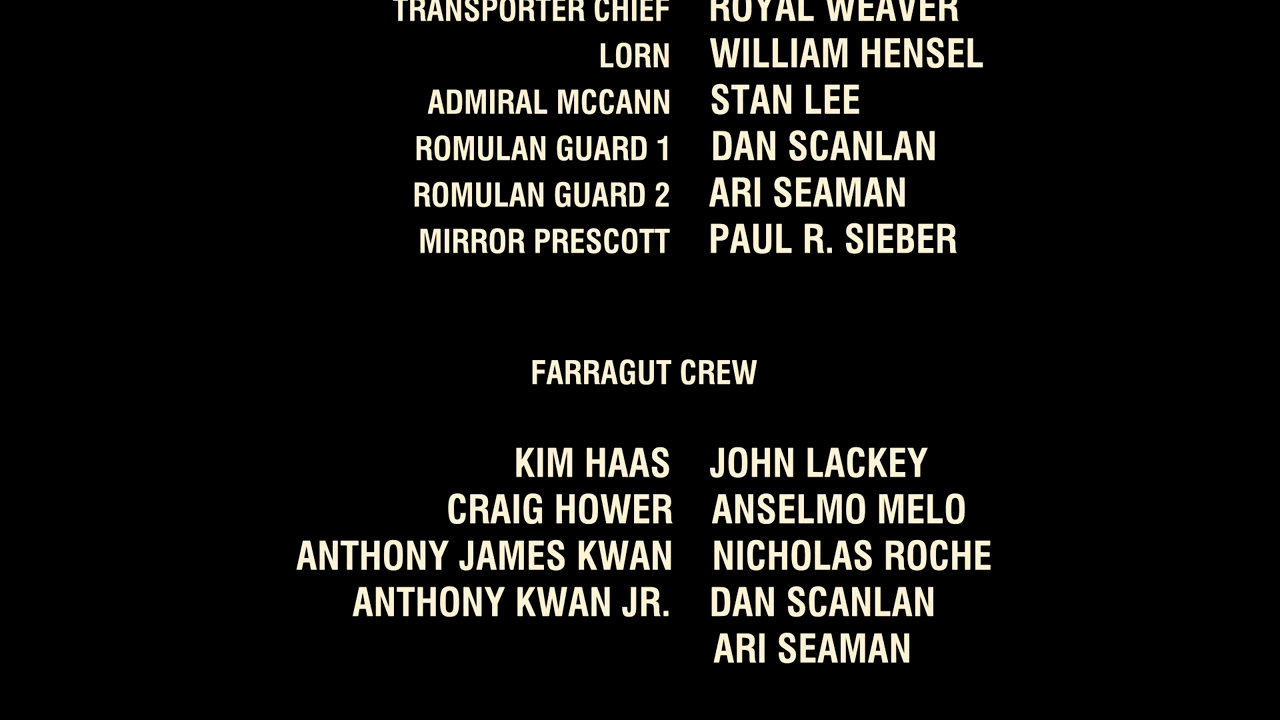 TRANSPORTER CHIEF ROYAL WEAVER
LORN WILLIAM HENSEL
ADMIRAL MCCANN STAN LEE
ROMULAN GUARD 1 DAN SCANLAN
ROMULAN GUARD 2 ARI SEAMAN
MIRROR PRESCOTT PAUL R. SIEBER
FARRAGUT CREW
KIM HAAS JOHN LACKEY
CRAIG HOWER ANSELMO MELO
ANTHONY JAMES KWAN NICHOLAS ROCHE
ANTHONY KWAN JR. DAN SCANLAN
ARI SEAMAN